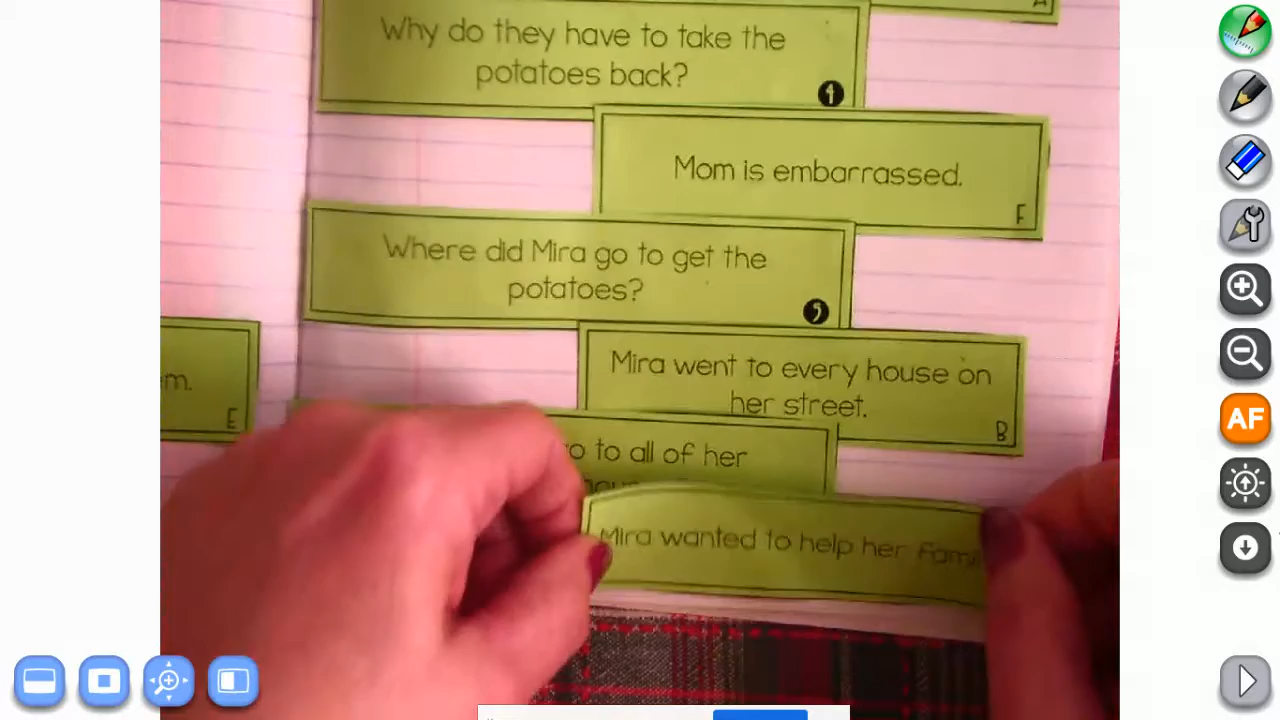 A
Why do they have to take the
potatoes back?
4
Mom is embarrassed.
F
Where did Mira go to get the
potatoes?
5
Mira went to every house on
her street.
B
E
to all of her
Mira wanted to help her
AF